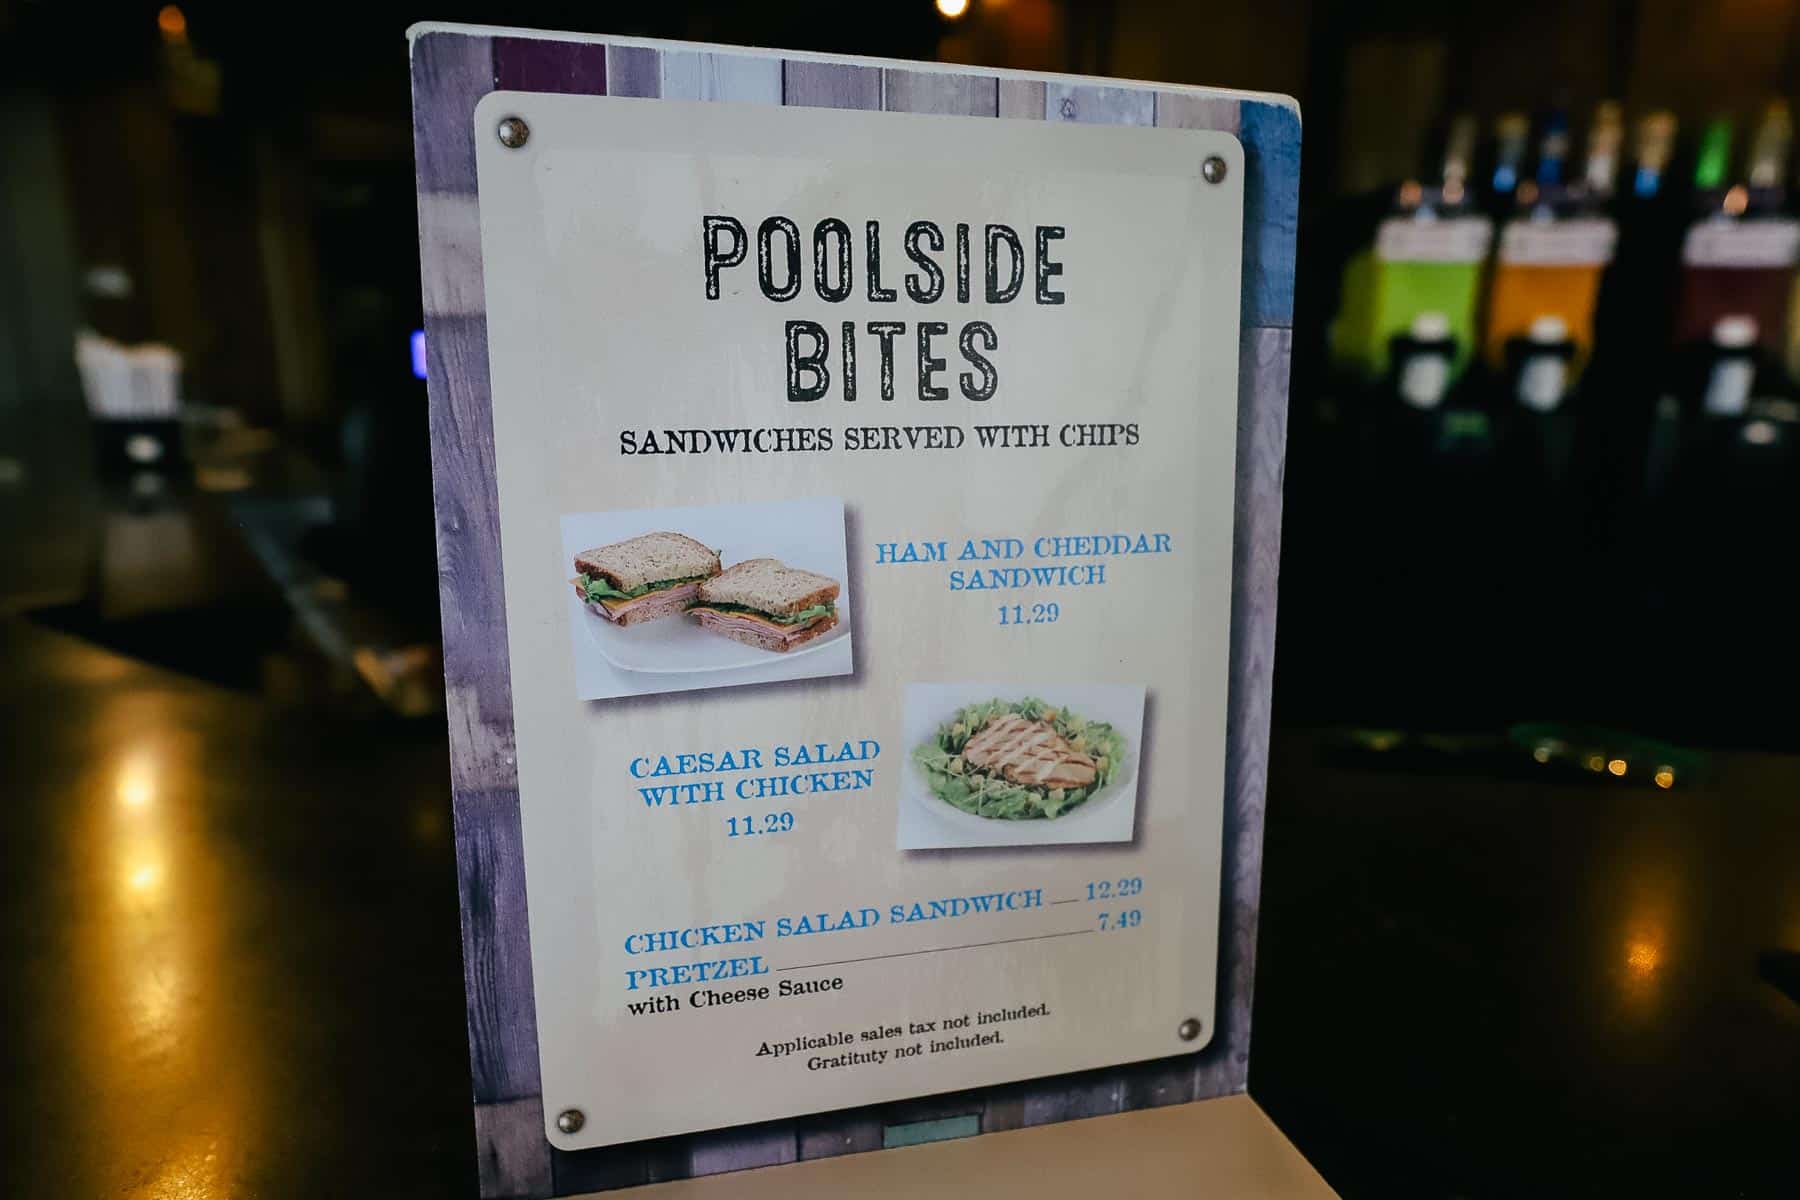 POOLSIDE
BITES
SANDWICHES SERVED WITH CHIPS
HAM AND CHEDDAR
SANDWICH
11.29
CAESAR SALAD
WITH CHICKEN
11.29
CHICKEN SALAD SANDWICH 12.29
PRETZEL 7.49
with Cheese Sauce
Applicable sales tax not included.
Gratituty not included.